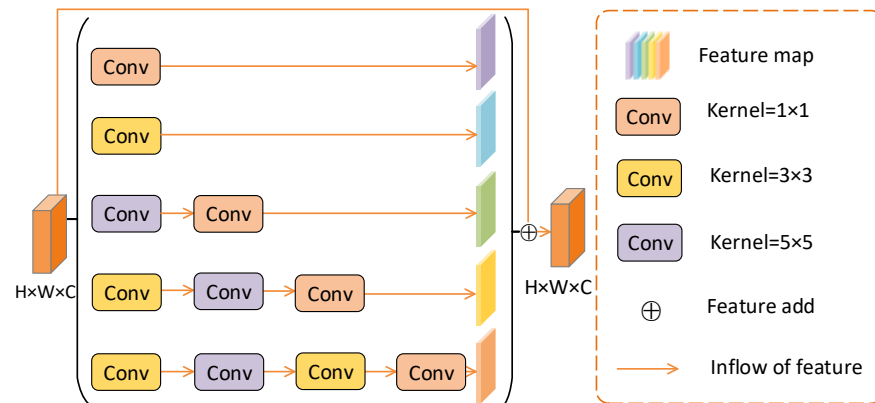 Conv
Conv
Conv Conv
H×W×C
Conv Conv Conv
Conv Conv Conv Conv
H×W×C
Feature map
Conv Kernel=1×1
Conv Kernel=3×3
Conv Kernel=5×5
Feature add
Inflow of feature